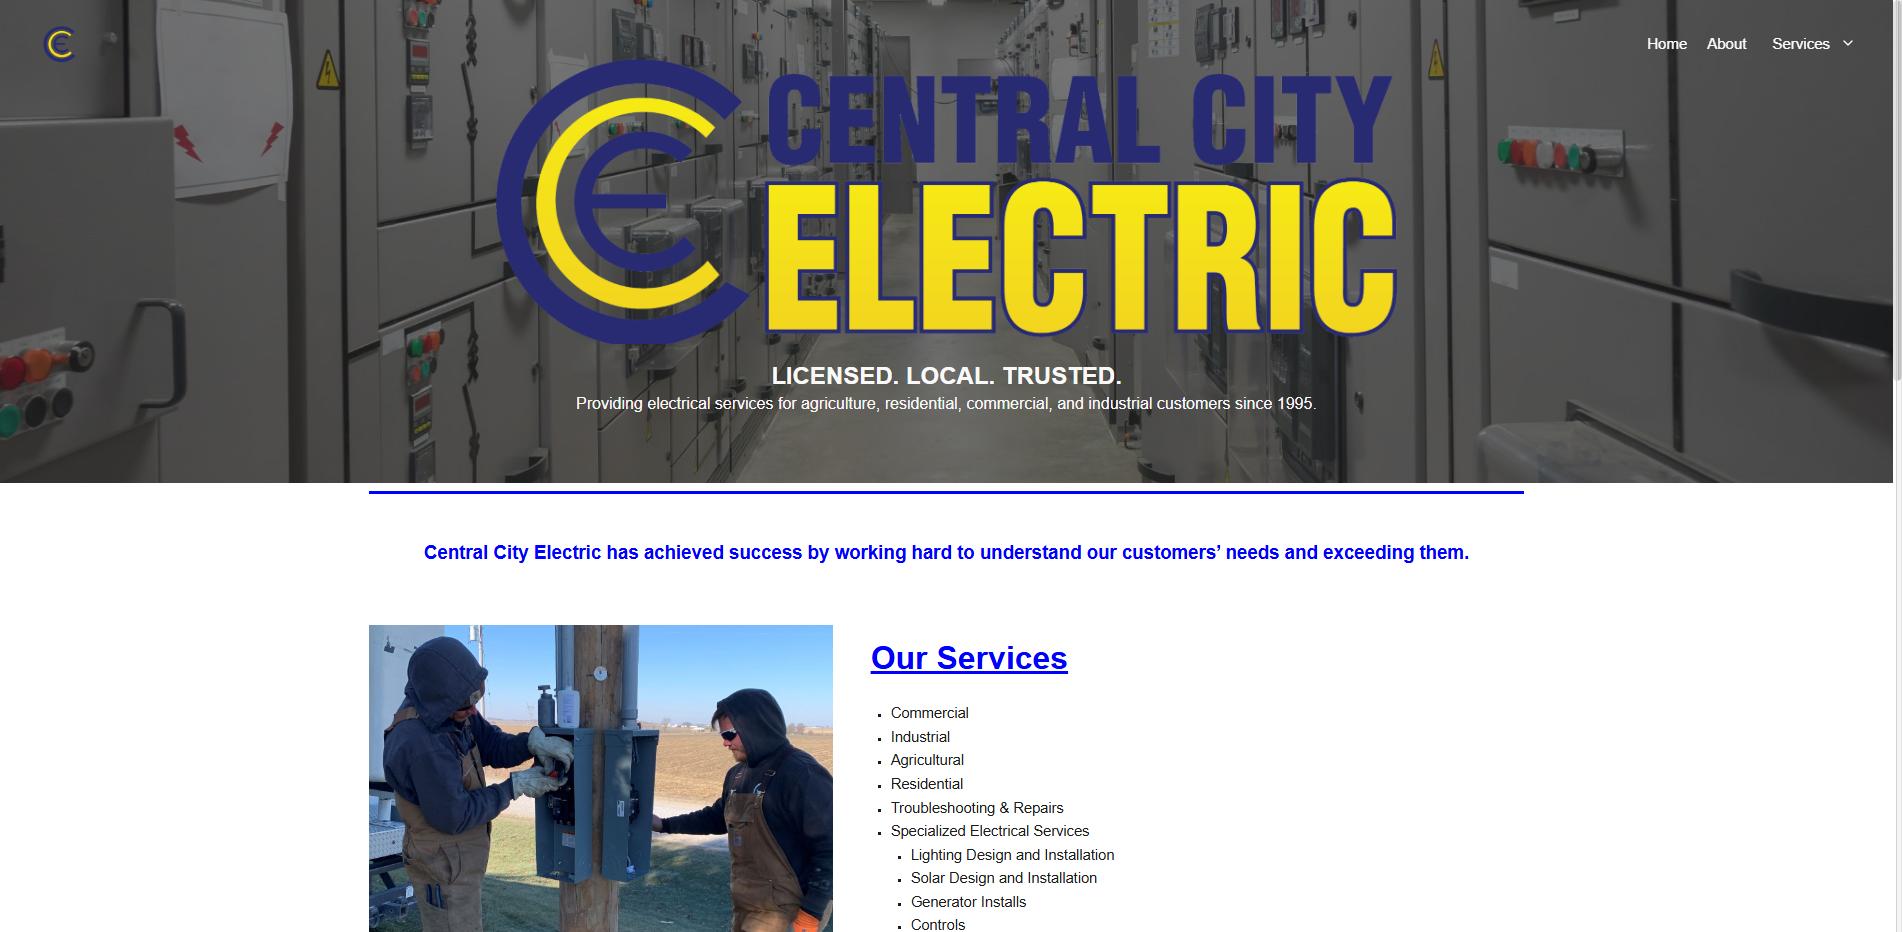 CE
Home About Services
CENTRAL CITY
ELECTRIC
LICENSED. LOCAL. TRUSTED.
Providing electrical services for agriculture, residential, commercial, and industrial customers since 1995.
Central City Electric has achieved success by working hard to understand our customers’ needs and exceeding them.
Our Services
Commercial
Industrial
Agricultural
Residential
Troubleshooting & Repairs
Specialized Electrical Services
Lighting Design and Installation
Solar Design and Installation
Generator Installs
Controls